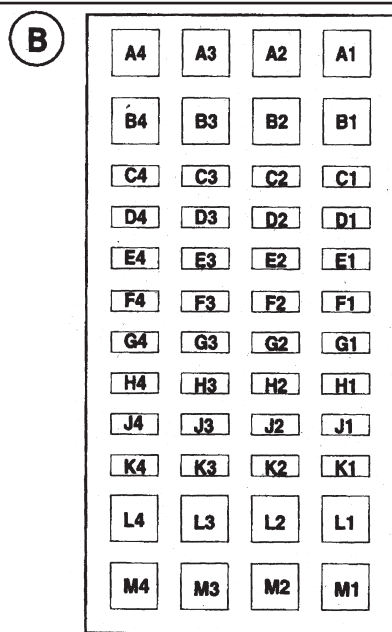 B
A4 A3 A2 A1
B4 B3 B2 B1
C4 C3 C2 C1
D4 D3 D2 D1
E4 E3 E2 E1
F4 F3 F2 F1
G4 G3 G2 G1
H4 H3 H2 H1
J4 J3 J2 J1
K4 K3 K2 K1
L4 L3 L2 L1
M4 M3 M2 M1